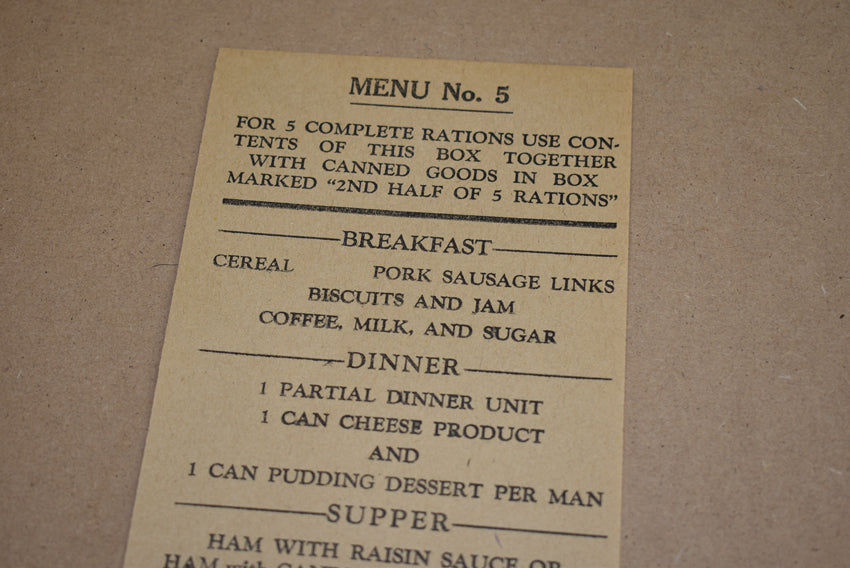 MENU No. 5
FOR 5 COMPLETE RATIONS USE CON-
TENTS OF THIS BOX TOGETHER
WITH CANNED GOODS IN BOX
MARKED "2ND HALF OF 5 RATIONS"
BREAKFAST
CEREAL PORK SAUSAGE LINKS
BISCUITS AND JAM
COFFEE, MILK, AND SUGAR
DINNER
1 PARTIAL DINNER UNIT
1 CAN CHEESE PRODUCT
AND
1 CAN PUDDING DESSERT PER MAN
SUPPER
HAM WITH RAISIN SAUCE OR
HAM with